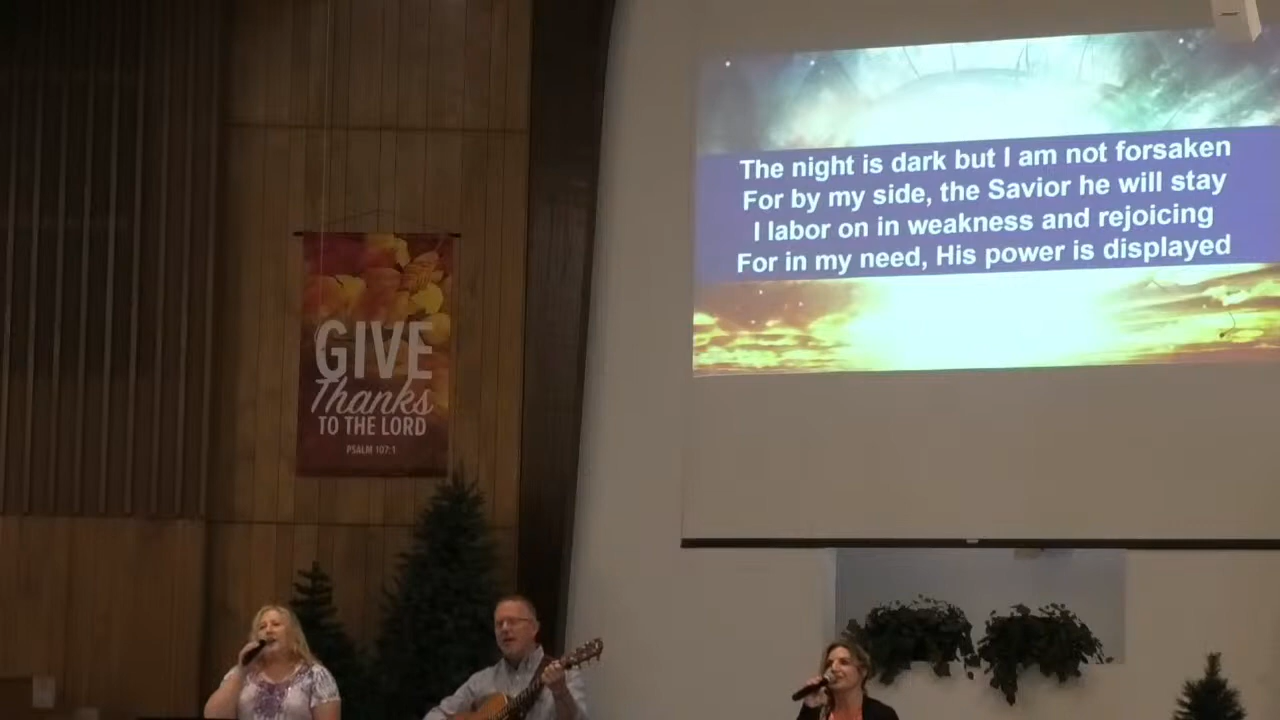 GIVE
Thanks
TO THE LORD
PSALM 107:1
The night is dark but I am not forsaken
For by my side, the Savior he will stay
I labor on in weakness and rejoicing
For in my need, His power is displayed